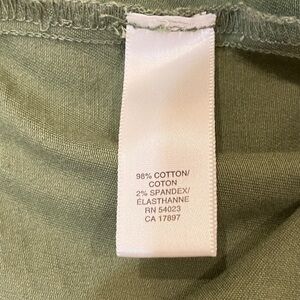 98% COTTON/
COTON
2% SPANDEX/
ÉLASTHANNE
RN 54023
CA 17897